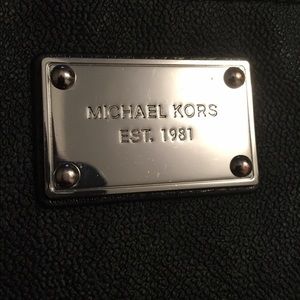 MICHAEL KORS
EST. 1981